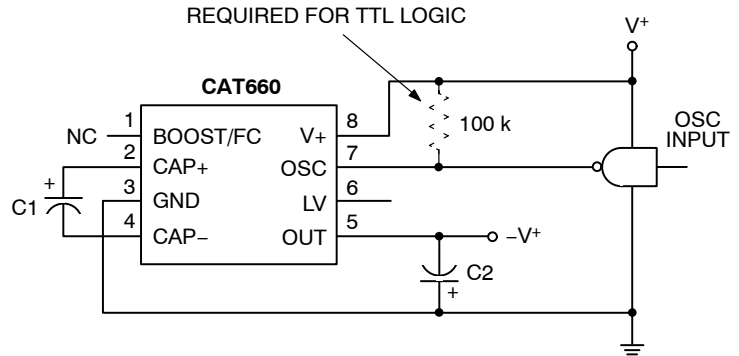 REQUIRED FOR TTL LOGIC
V+
CAT660
OSC
INPUT
100 k
NC
1
BOOST/FC
V+
8
2
CAP+
OSC
7
+
C1
3
GND
LV
6
4
CAP−
OUT
5
−V+
C2
+